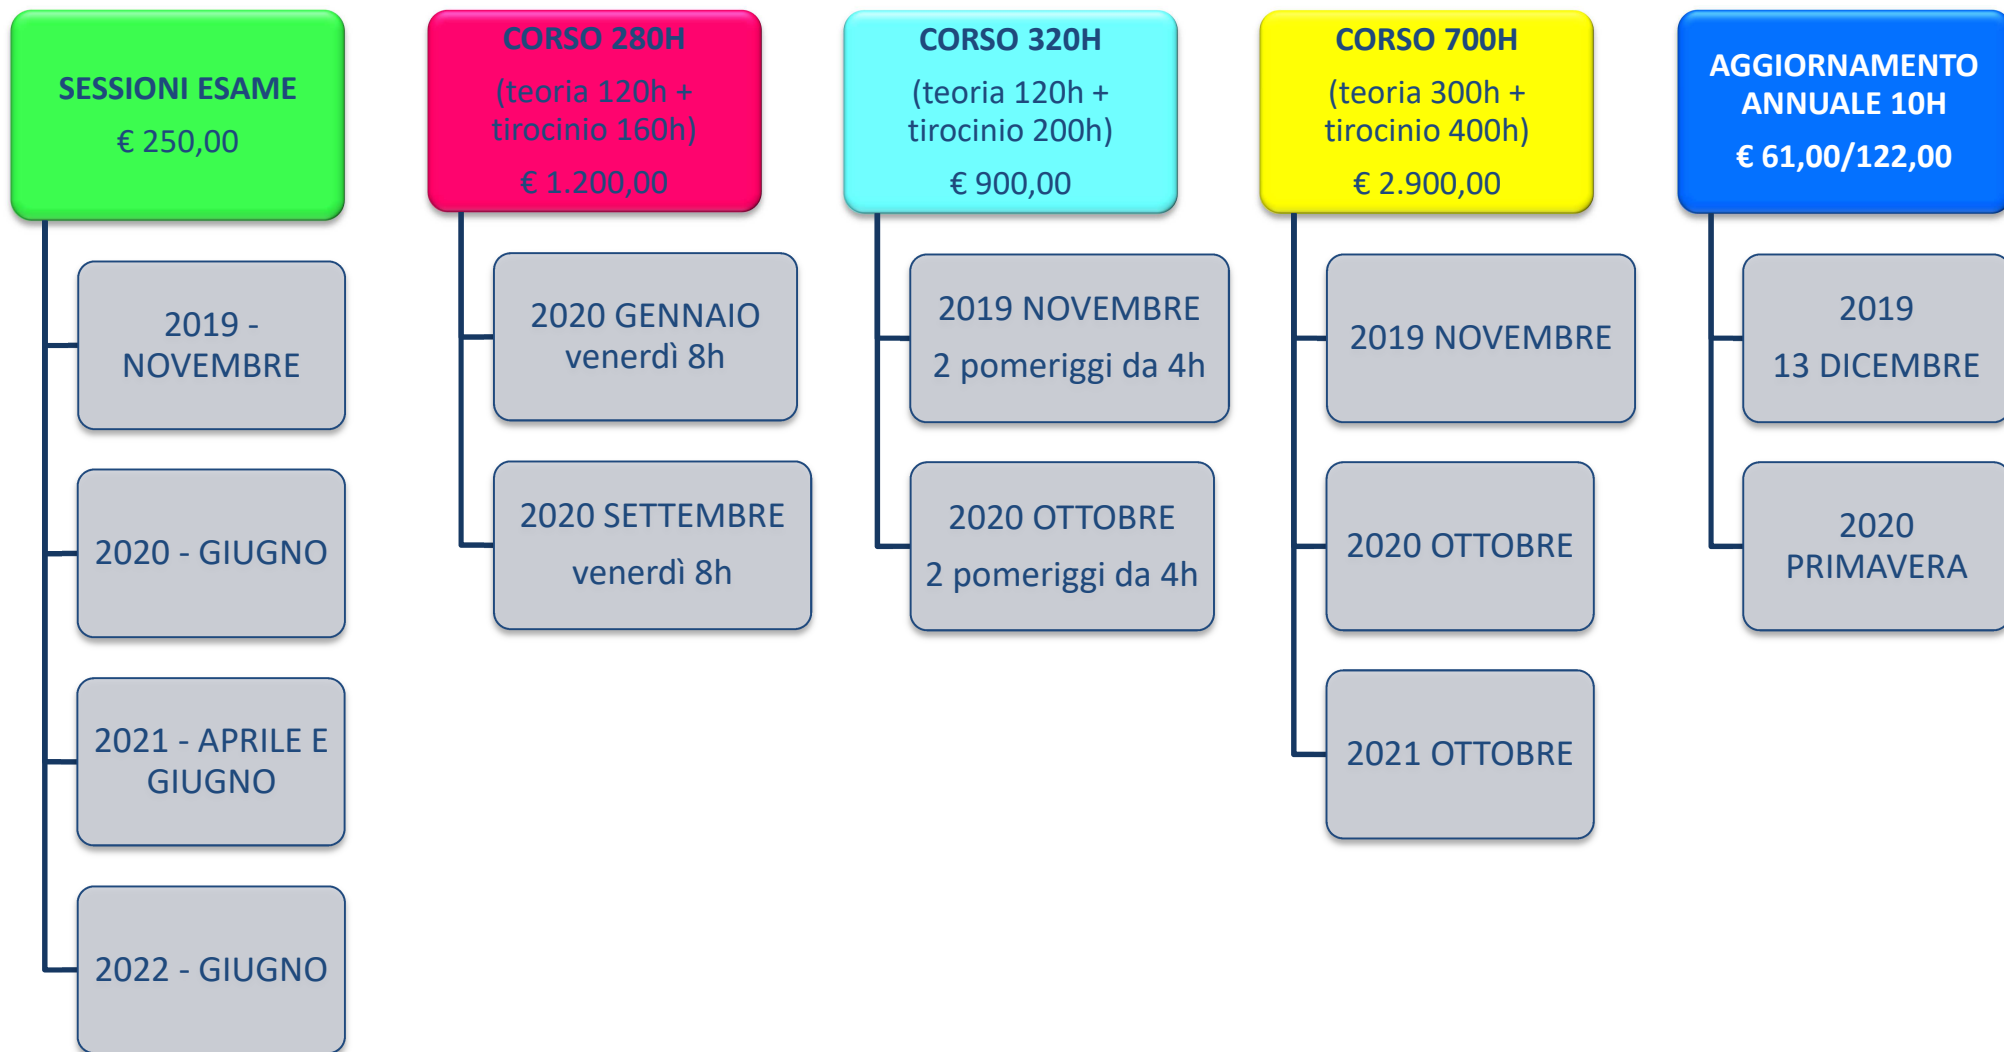 SESSIONI ESAME
€ 250,00
2019 -
NOVEMBRE
2020 - GIUGNO
2021 - APRILE E
GIUGNO
2022 - GIUGNO
CORSO 280H
(teoria 120h +
tirocinio 160h)
€ 1.200,00
2020 GENNAIO
venerdì 8h
2020 SETTEMBRE
venerdì 8h
CORSO 320H
(teoria 120h +
tirocinio 200h)
€ 900,00
2019 NOVEMBRE
2 pomeriggi da 4h
2020 OTTOBRE
2 pomeriggi da 4h
CORSO 700H
(teoria 300h +
tirocinio 400h)
€ 2.900,00
2019 NOVEMBRE
2020 OTTOBRE
2021 OTTOBRE
AGGIORNAMENTO
ANNUALE 10H
€ 61,00/122,00
2019
13 DICEMBRE
2020
PRIMAVERA